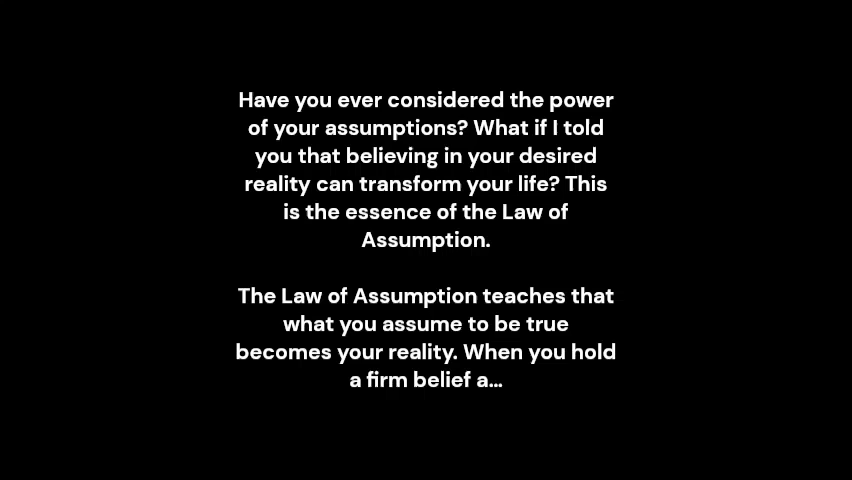 Have you ever considered the power
of your assumptions? What if I told
you that believing in your desired
reality can transform your life? This
is the essence of the Law of
Assumption.
The Law of Assumption teaches that
what you assume to be true
becomes your reality. When you hold
a firm belief a...